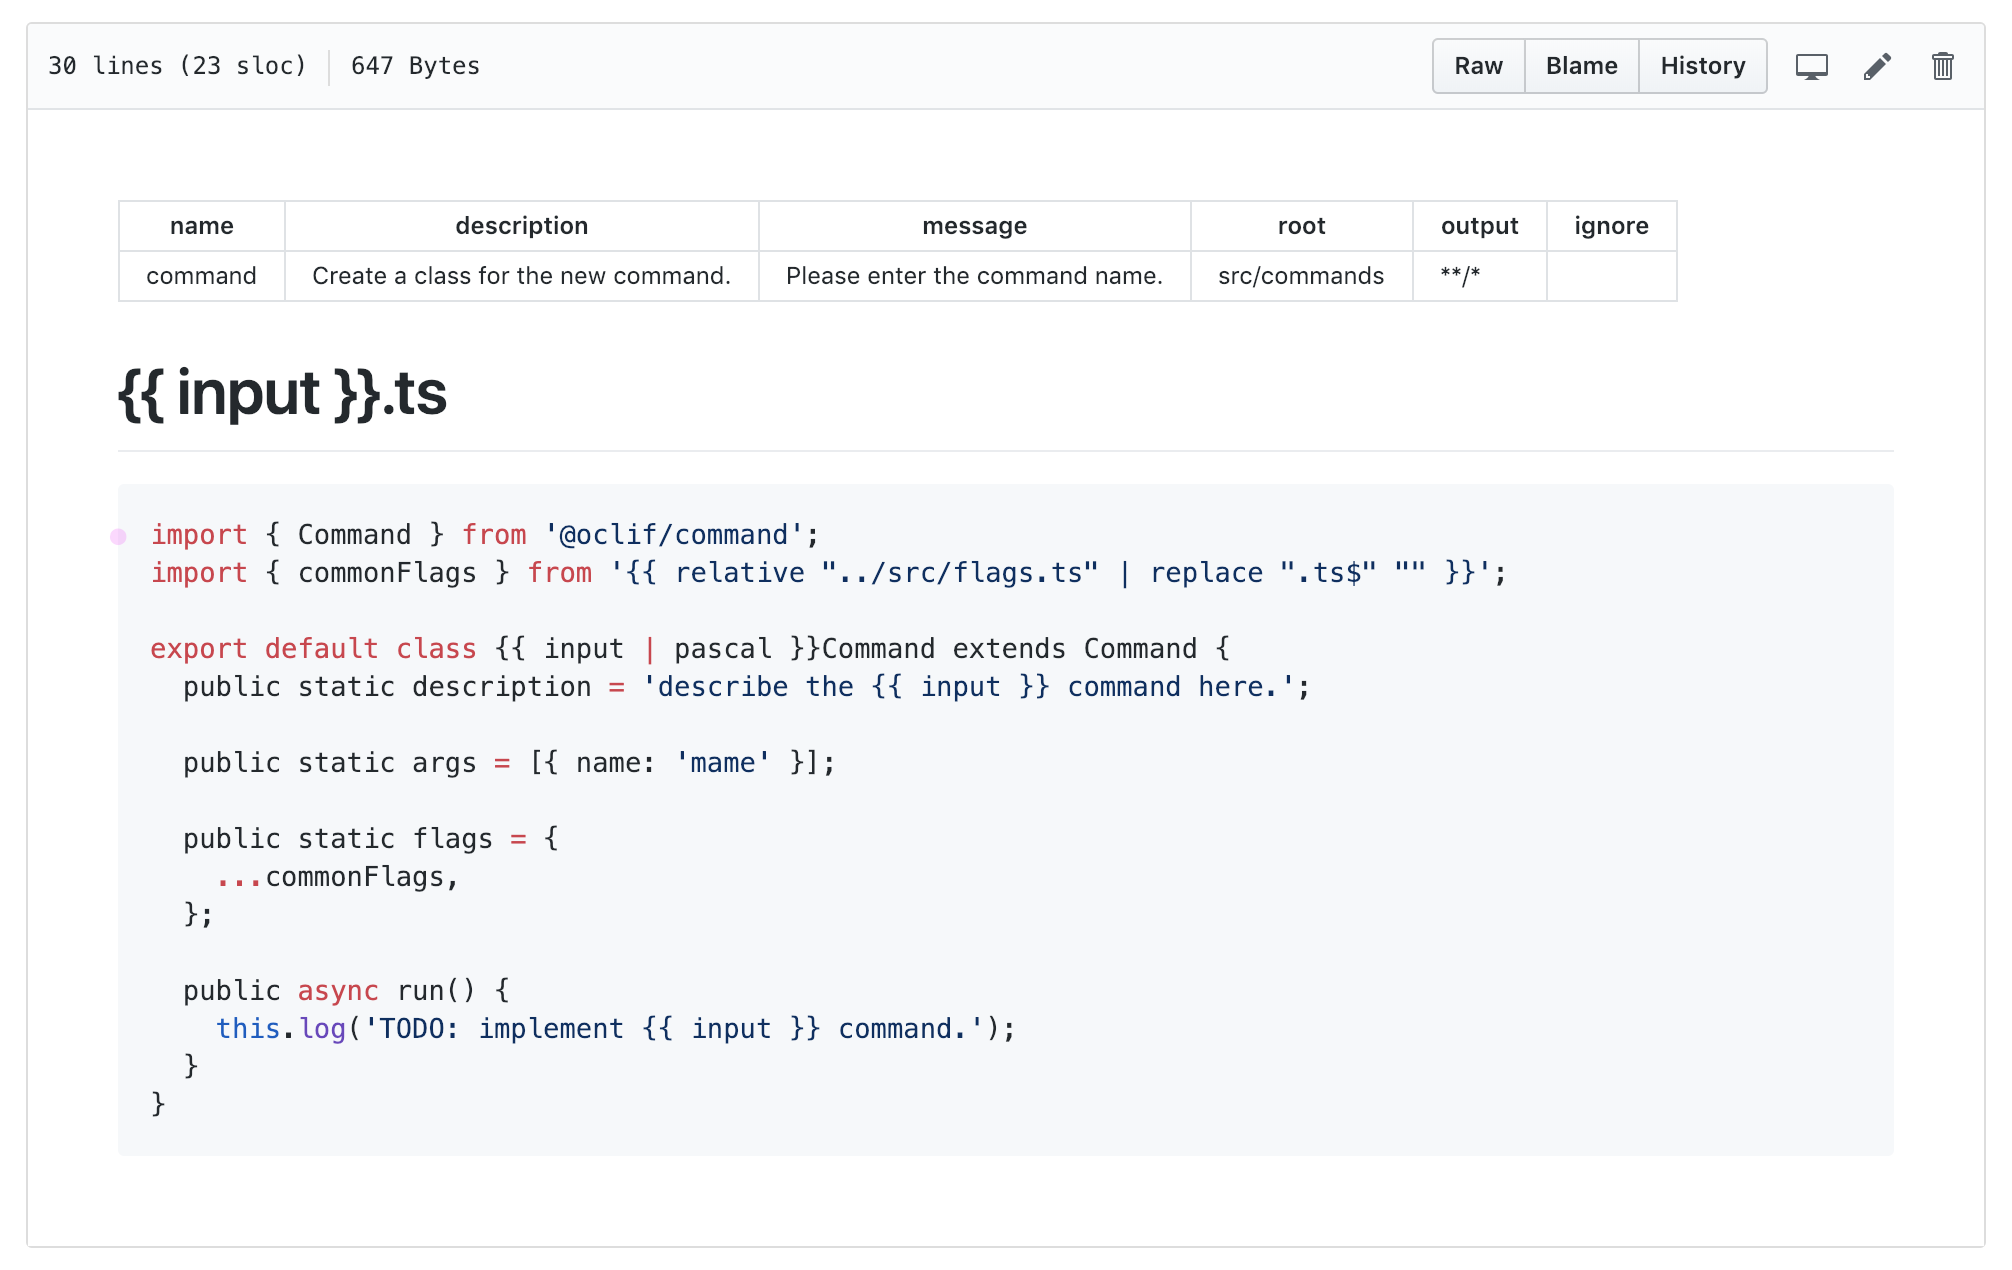 30 lines (23 sloc) 647 Bytes Raw Blame History
name description message root output ignore
command Create a class for the new command. Please enter the command name. src/commands **/*
{{ input }}.ts
import { Command } from '@oclif/command';
import { commonFlags } from '{{ relative "../src/flags.ts" | replace ".ts$" "" }}';
export default class {{ input | pascal }}Command extends Command {
public static description = 'describe the {{ input }} command here.';
public static args = [{ name: 'mame' }];
public static flags = {
...commonFlags,
};
public async run() {
this.log('TODO: implement {{ input }} command.');
}
}